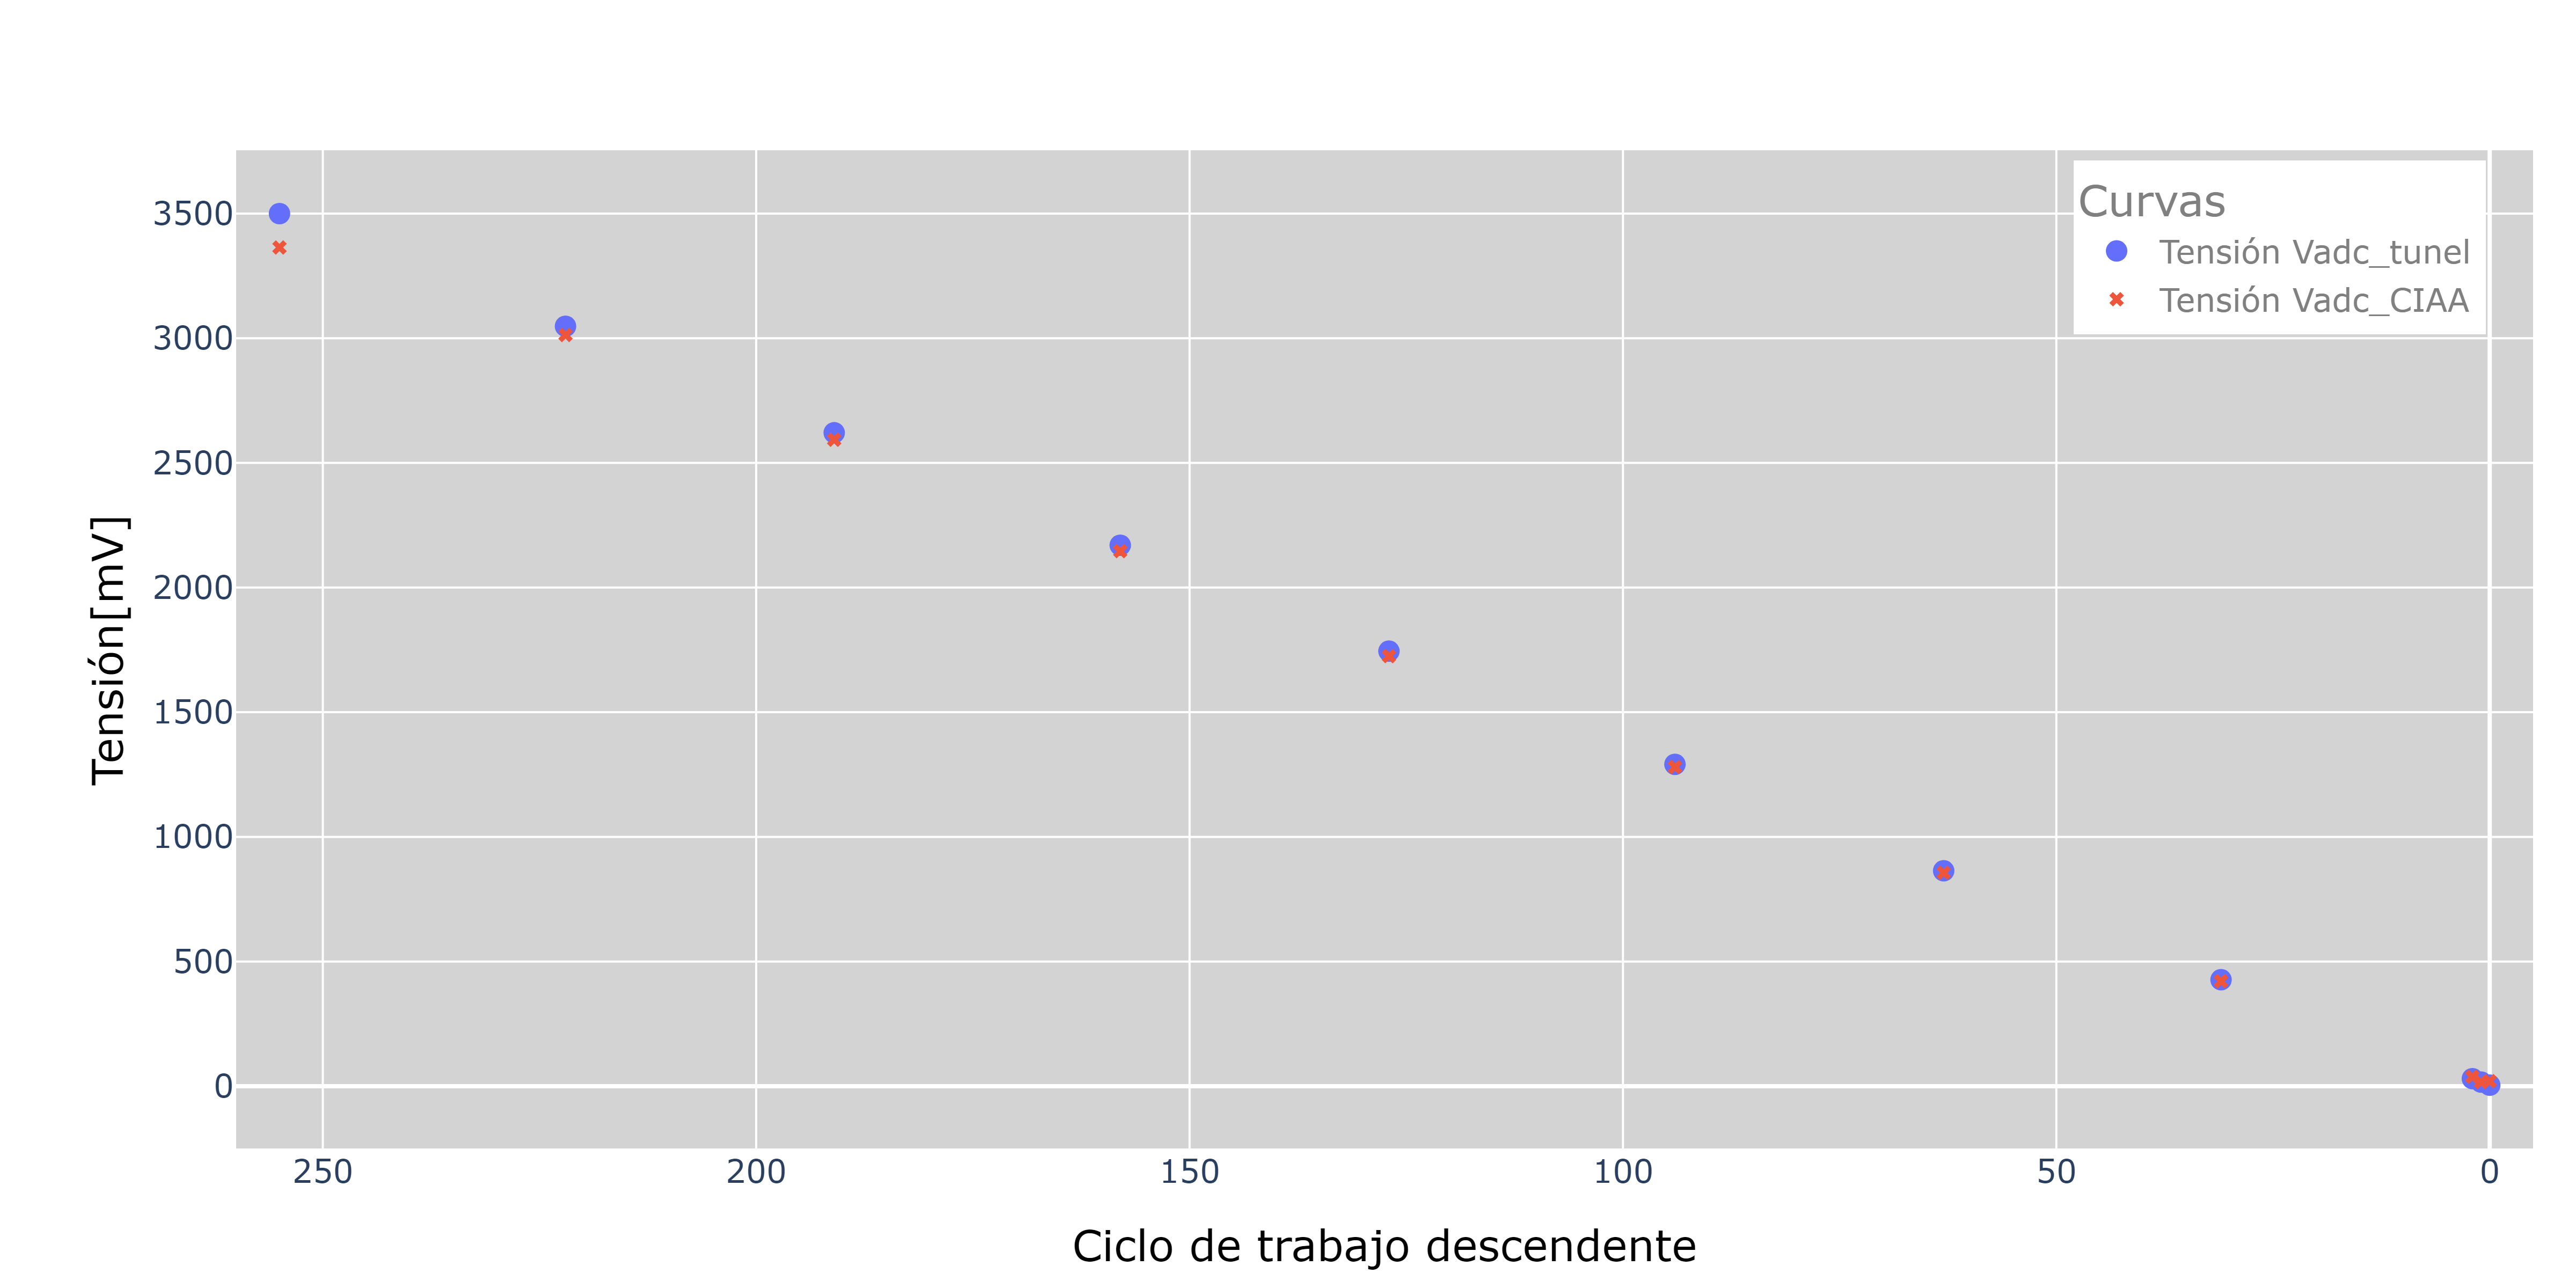 Curvas
Tensión Vadc_tunel
Tensión Vadc_CIAA
Tensión[mV]
3500
3000
2500
2000
1500
1000
500
0
250 200 150 100 50 0
Ciclo de trabajo descendente